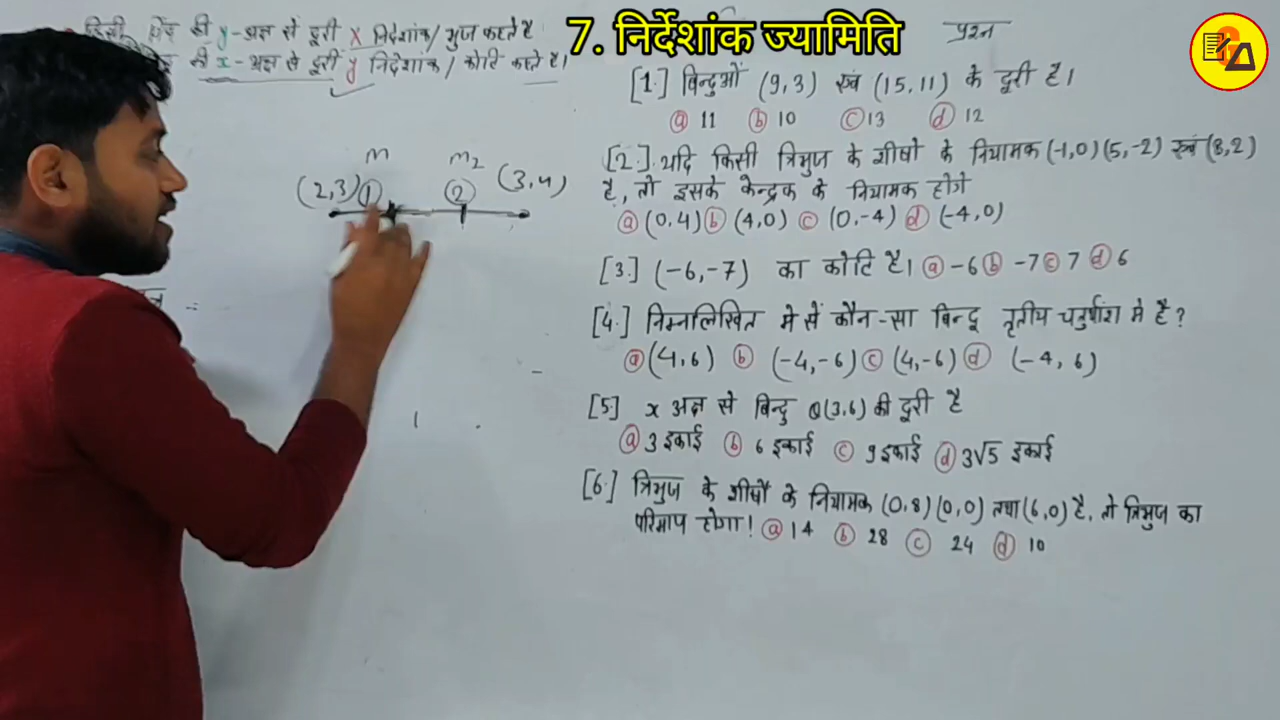 की y-अक्ष से दूरी x निर्देशांक/भुज कहते है
7. निर्देशांक ज्यामिति
प्रश्न
की x-अक्ष से दूरी y निर्देशांक / कोटि कहते है।
[1.] बिन्दुओं (9,3) एवं (15,11) के दूरी है।
ⓐ 11 ⓑ 10 ⓒ 13 ⓓ 12
m m₂
(2,3) ① ② (3,4)
[2.] यदि किसी त्रिभुज के शीर्षो के नियामक (-1,0) (5,-2) एवं (8,2)
है, तो इसके केन्द्रक के नियामक होंगे
ⓐ (0,4) ⓑ (4,0) ⓒ (0,-4) ⓓ (-4,0)
[3.] (-6,-7) का कोटि है। ⓐ -6 ⓑ -7 ⓒ 7 ⓓ 6
[4.] निम्नलिखित मे सें कौन-सा बिन्दू तृतीय चतुर्थांश मे है?
ⓐ (4,6) ⓑ (-4,-6) ⓒ (4,-6) ⓓ (-4,6)
[5.] x अक्ष से बिन्दु Q(3,6) की दूरी है
ⓐ 3 इकाई ⓑ 6 इकाई ⓒ 9 इकाई ⓓ 3√5 इकाई
[6.] त्रिभुज के शीर्षों के नियामक (0,8) (0,0) तथा (6,0) है, तो त्रिभुज का
परिमाप होगा! ⓐ 14 ⓑ 28 ⓒ 24 ⓓ 10